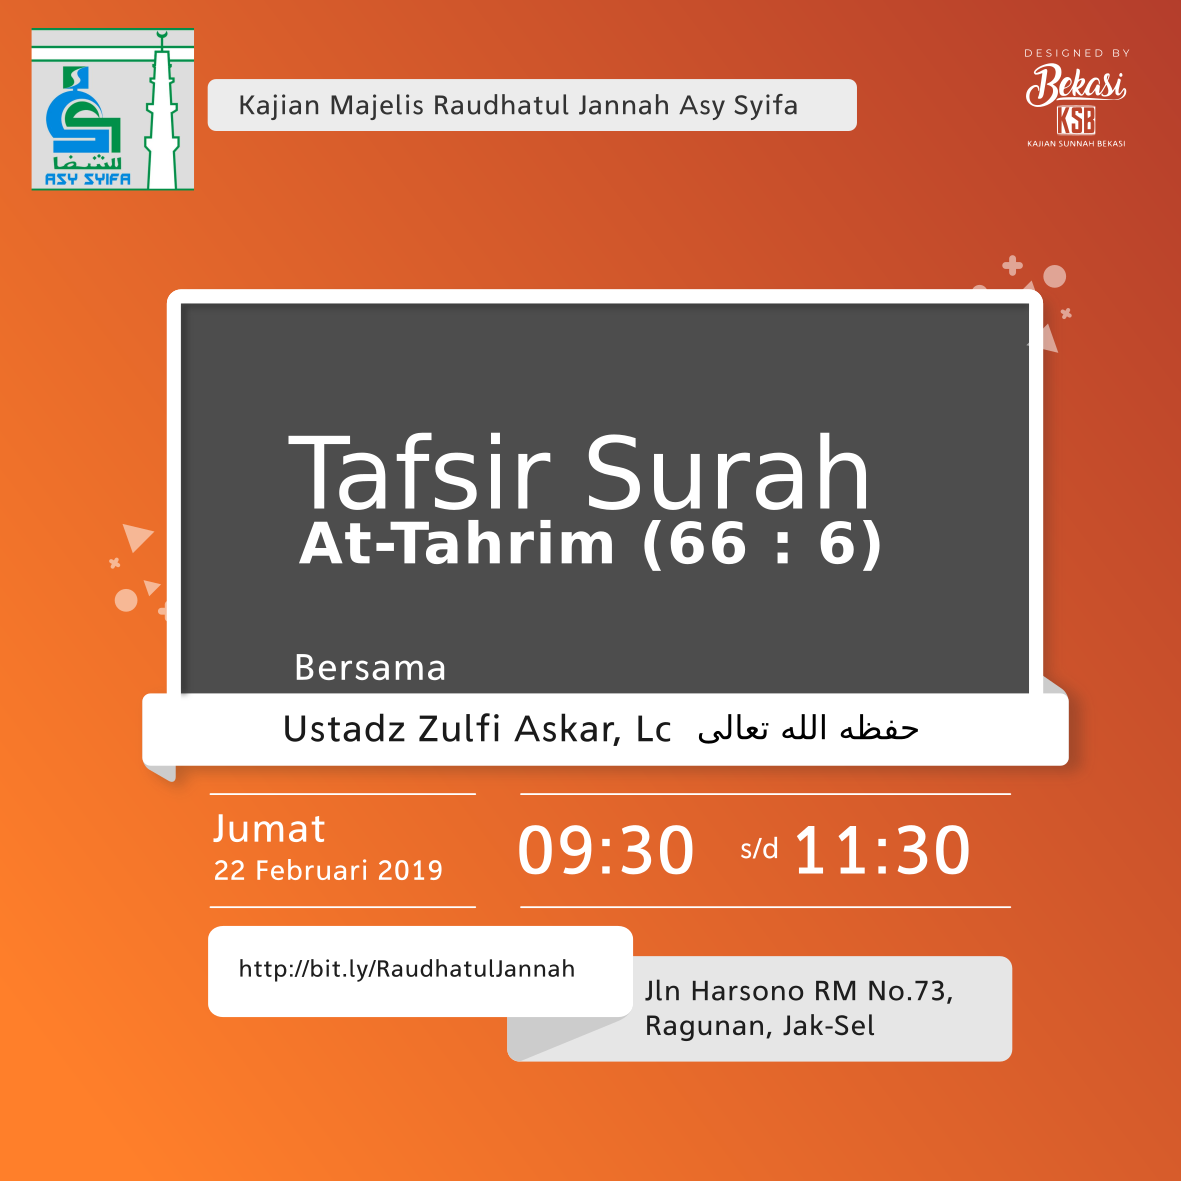 للشفاء
ASY SYIFA
Kajian Majelis Raudhatul Jannah Asy Syifa
DESIGNED BY
Bekasi
KSB
KAJIAN SUNNAH BEKASI
Tafsir Surah
At-Tahrim (66 : 6)
Bersama
Ustadz Zulfi Askar, Lc حفظه الله تعالى
Jumat
22 Februari 2019
09:30 s/d 11:30
http://bit.ly/RaudhatulJannah
Jln Harsono RM No.73,
Ragunan, Jak-Sel